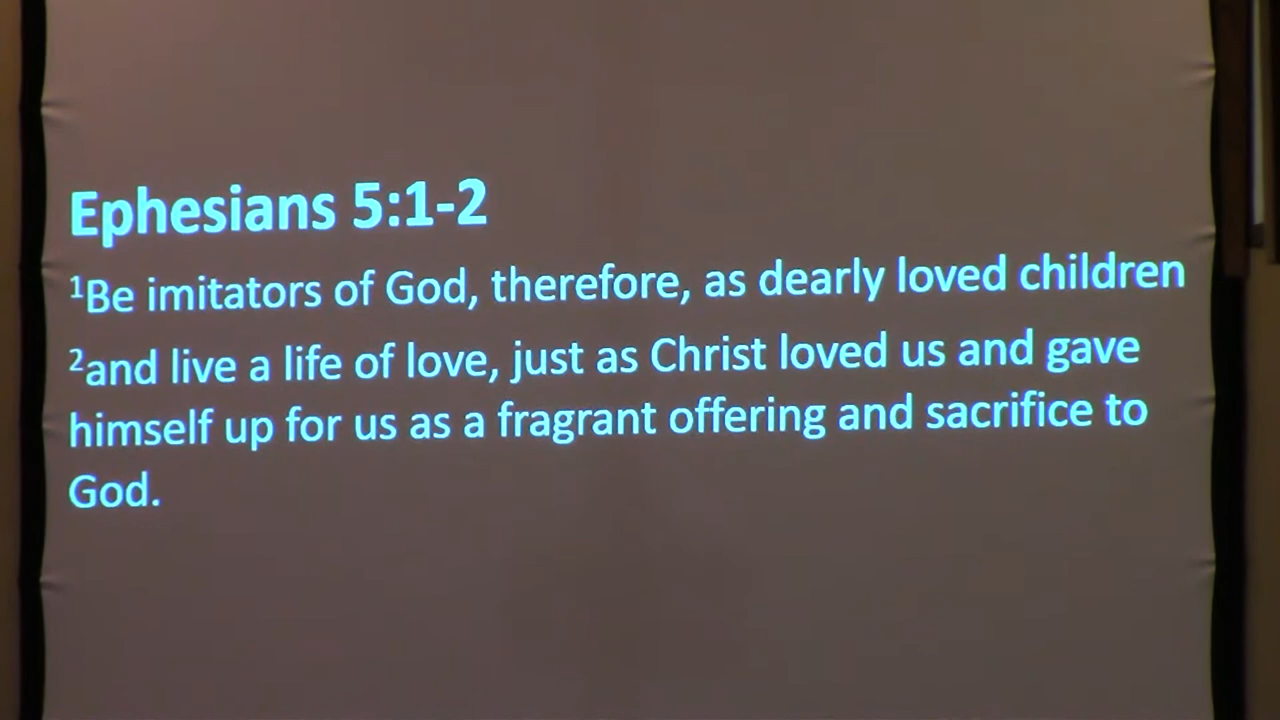 Ephesians 5:1-2
¹Be imitators of God, therefore, as dearly loved children
²and live a life of love, just as Christ loved us and gave
himself up for us as a fragrant offering and sacrifice to
God.